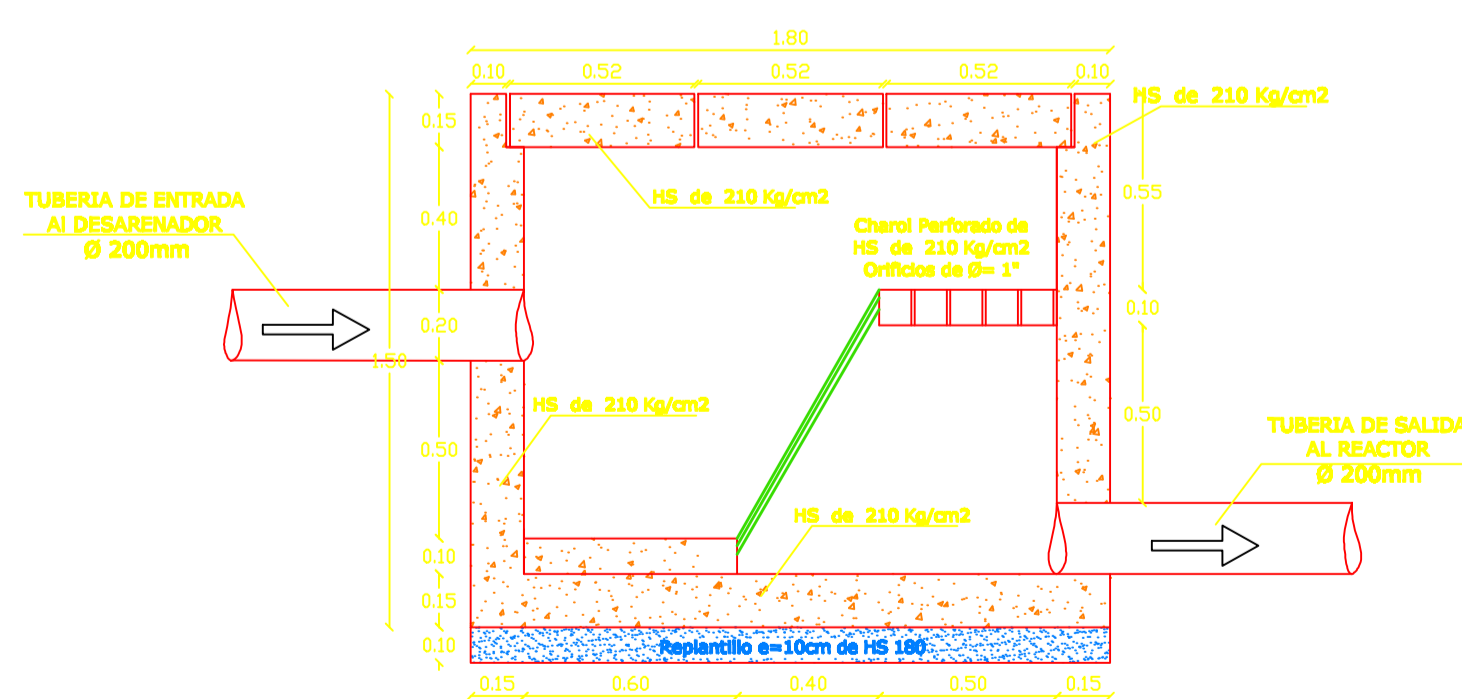 1.80
0.10 0.52 0.52 0.52 0.10
HS de 210 Kg/cm2
0.15
HS de 210 Kg/cm2
0.55
TUBERIA DE ENTRADA
Al DESARENADOR
Ø 200mm
0.40
Charol Perforado de
HS de 210 Kg/cm2
Orificios de Ø= 1"
0.10
0.20
1.50
HS de 210 Kg/cm2
0.50
0.50
TUBERIA DE SALIDA
AL REACTOR
Ø 200mm
HS de 210 Kg/cm2
0.10
0.15
0.10
Replantillo e=10cm de HS 180
0.15 0.60 0.40 0.50 0.15